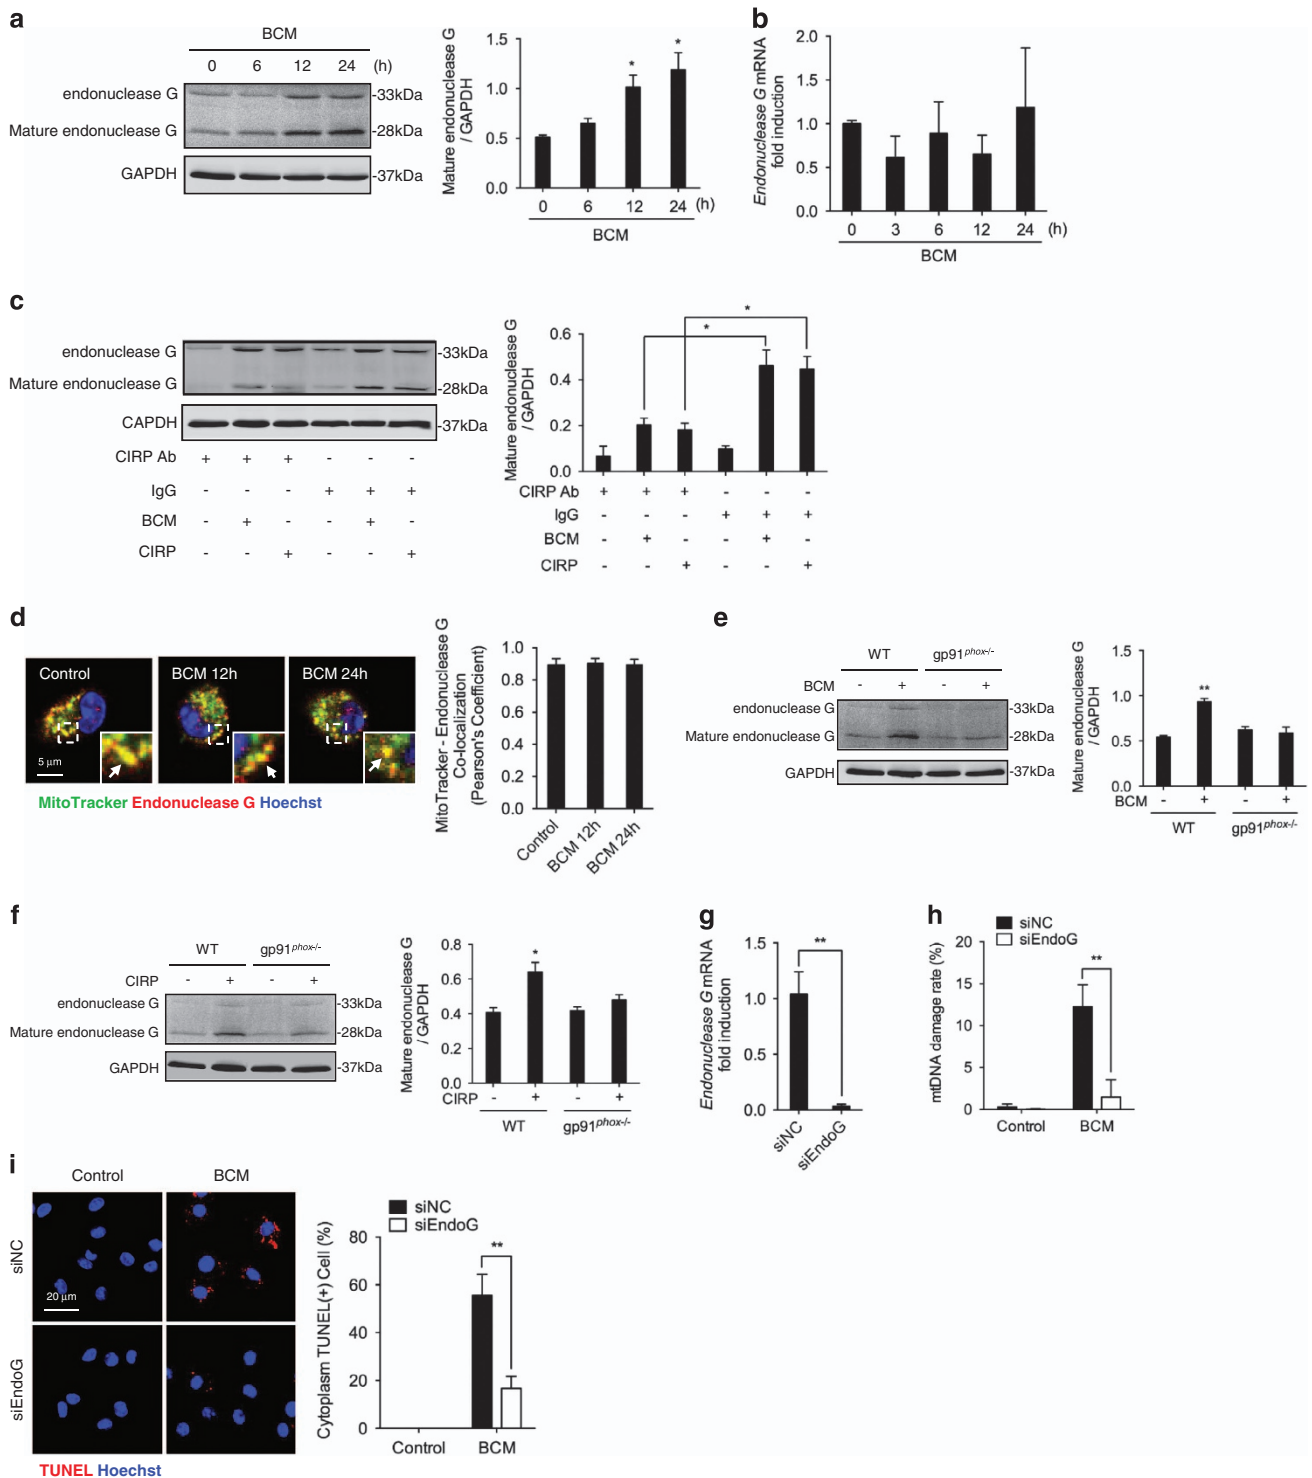 a
BCM
0 6 12 24 (h)
endonuclease G
-33kDa
Mature endonuclease G
-28kDa
GAPDH
-37kDa
Mature endonuclease G
/ GAPDH
1.5
1.0
0.5
0.0
* *
0 6 12 24 (h)
BCM
b
Endonuclease G mRNA
fold induction
2.0
1.5
1.0
0.5
0.0
0 3 6 12 24 (h)
BCM
c
endonuclease G
-33kDa
Mature endonuclease G
-28kDa
CAPDH
-37kDa
CIRP Ab + + + - - -
IgG - - - + + +
BCM - + - - + -
CIRP - - + - - +
Mature endonuclease G
/ GAPDH
0.6
0.4
0.2
0.0
* *
CIRP Ab + + + - - -
IgG - - - + + +
BCM - + - - + -
CIRP - - + - - +
d
Control
BCM 12h
BCM 24h
5 µm
MitoTracker Endonuclease G Hoechst
MitoTracker - Endonuclease G
Co-localization
(Pearson's Coefficient)
1.0
0.8
0.6
0.4
0.2
0.0
Control
BCM 12h
BCM 24h
e
WT gp91phox-/-
BCM - + - +
endonuclease G
-33kDa
Mature endonuclease G
-28kDa
GAPDH
-37kDa
Mature endonuclease G
/ GAPDH
1.5
1.0
0.5
0.0
**
BCM - + - +
WT gp91phox-/-
f
WT gp91phox-/-
CIRP - + - +
endonuclease G
-33kDa
Mature endonuclease G
-28kDa
GAPDH
-37kDa
Mature endonuclease G
/ GAPDH
0.8
0.6
0.4
0.2
0.0
*
CIRP - + - +
WT gp91phox-/-
g
Endonuclease G mRNA
fold induction
1.5
1.0
0.5
0.0
**
siNC
siEndoG
h
siNC
siEndoG
mtDNA damage rate (%)
20
15
10
5
0
**
Control BCM
i
Control BCM
siNC
20 µm
siEndoG
TUNEL Hoechst
siNC
siEndoG
Cytoplasm TUNEL(+) Cell (%)
80
60
40
20
0
**
Control BCM